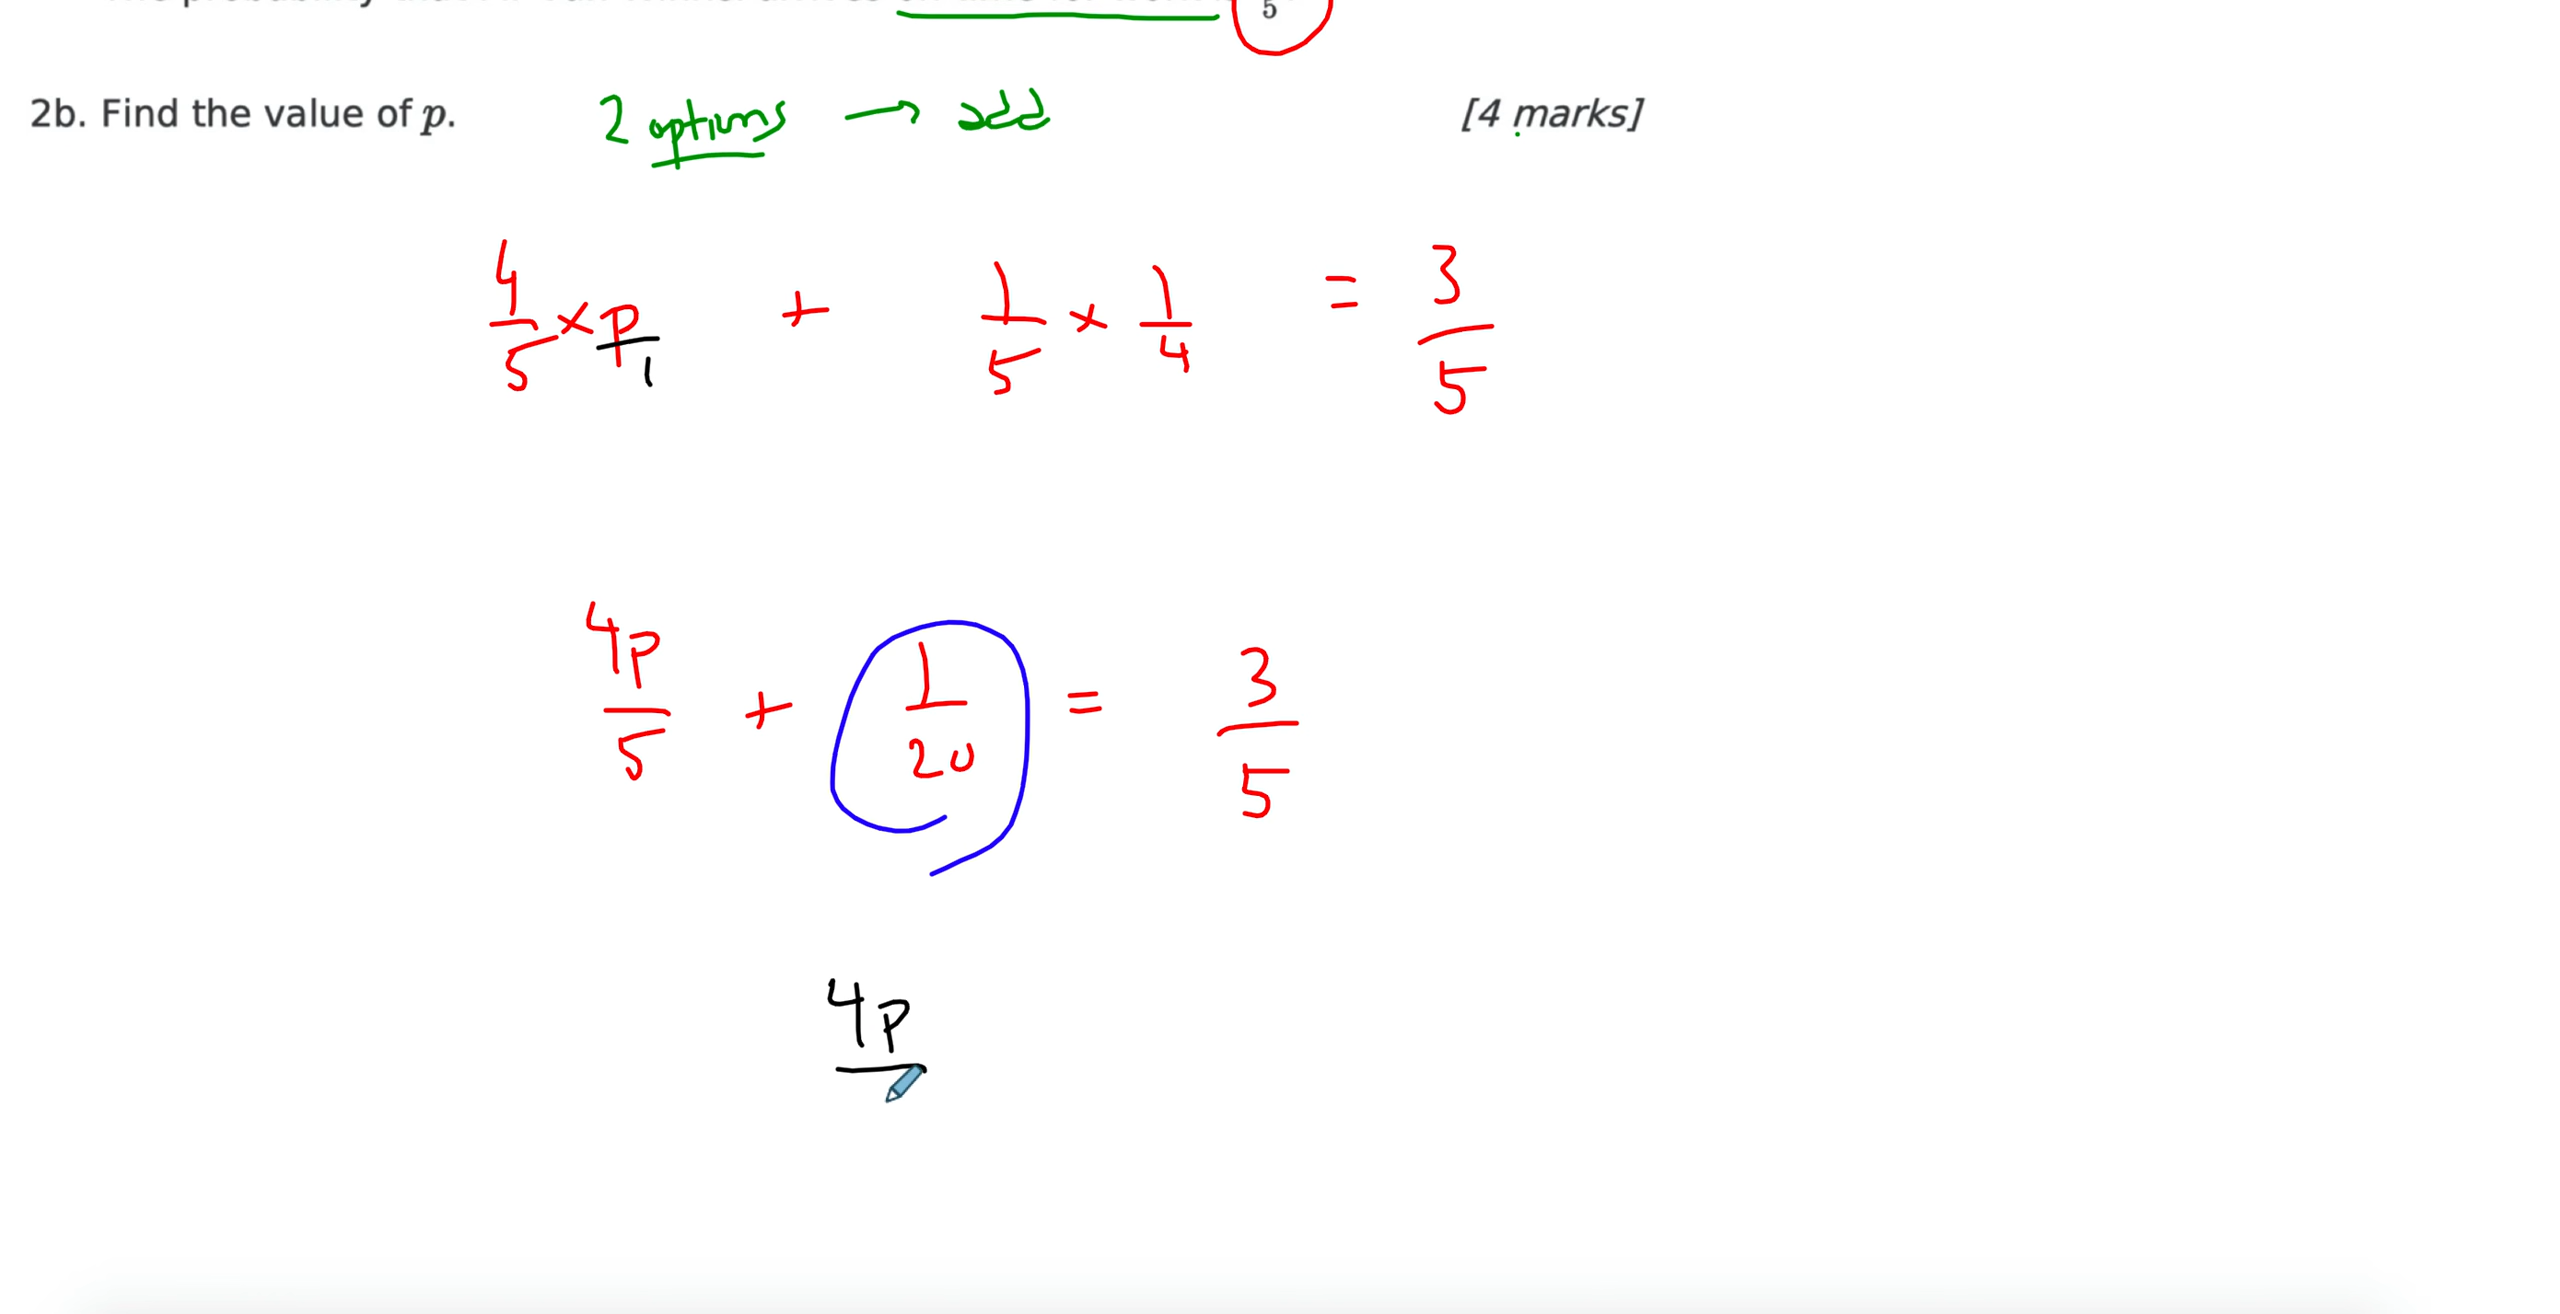 5
2b. Find the value of p. 2 options → add [4 marks]
4/5 × p/1 + 1/5 × 1/4 = 3/5
4p/5 + 1/20 = 3/5
4p